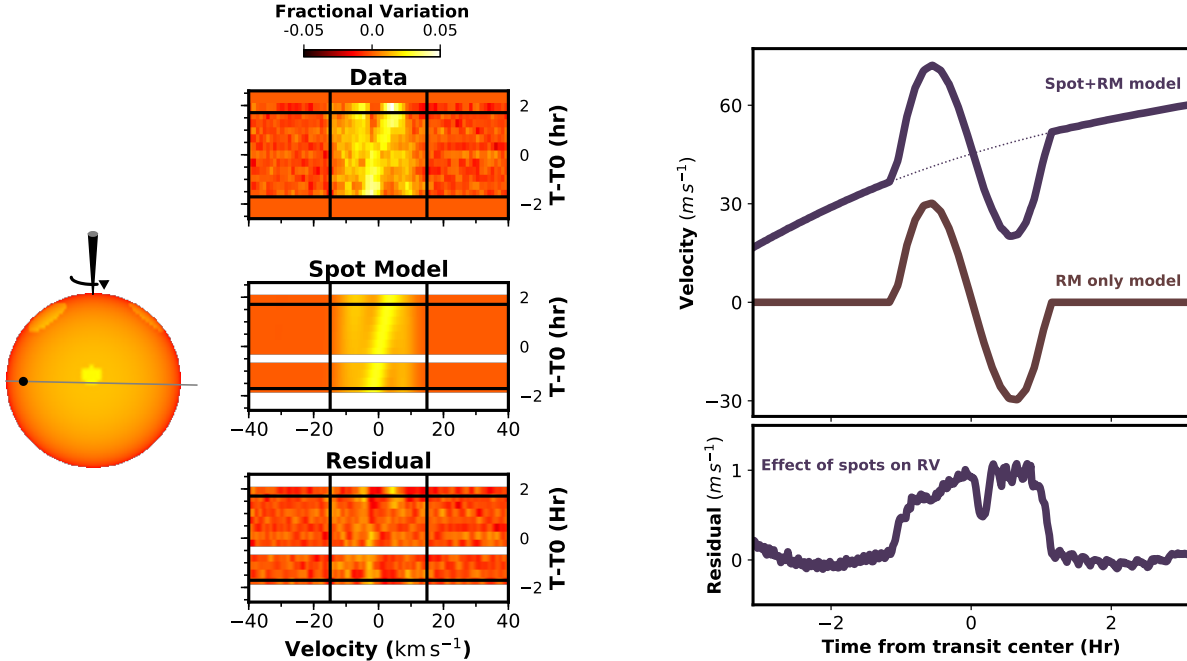 Fractional Variation
-0.05 0.0 0.05
Data
2
0
−2
T-T0 (hr)
Spot Model
2
0
−2
T-T0 (hr)
−40 −20 0 20 40
Residual
2
0
−2
T-T0 (Hr)
−40 −20 0 20 40
Velocity (km s⁻¹)
Spot+RM model
60
30
0
−30
Velocity (m s⁻¹)
RM only model
Effect of spots on RV
1
0
Residual (m s⁻¹)
−2 0 2
Time from transit center (Hr)